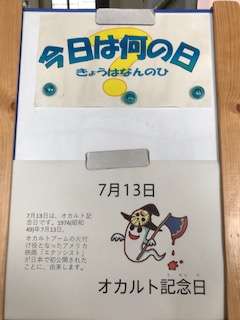 今日は何の日
きょうはなんのひ
7月13日
7月13日は、オカルト記
念日です。1974(昭和
49)年7月13日、
オカルトブームの火付
け役となったアメリカ
映画「エクソシスト」
が日本で初公開された
ことに、由来します。
オカルト記念日